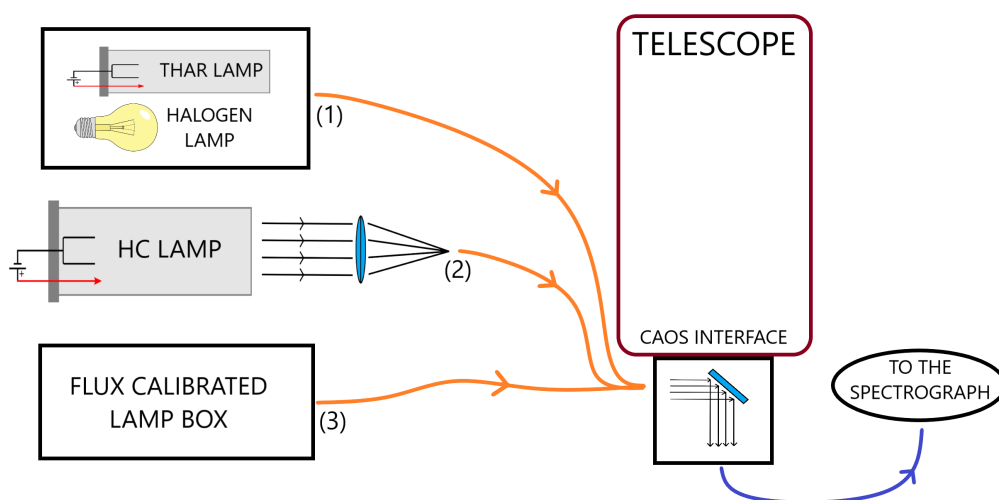 THAR LAMP
HALOGEN
LAMP
(1)
TELESCOPE
HC LAMP
(2)
CAOS INTERFACE
FLUX CALIBRATED
LAMP BOX
(3)
TO THE
SPECTROGRAPH